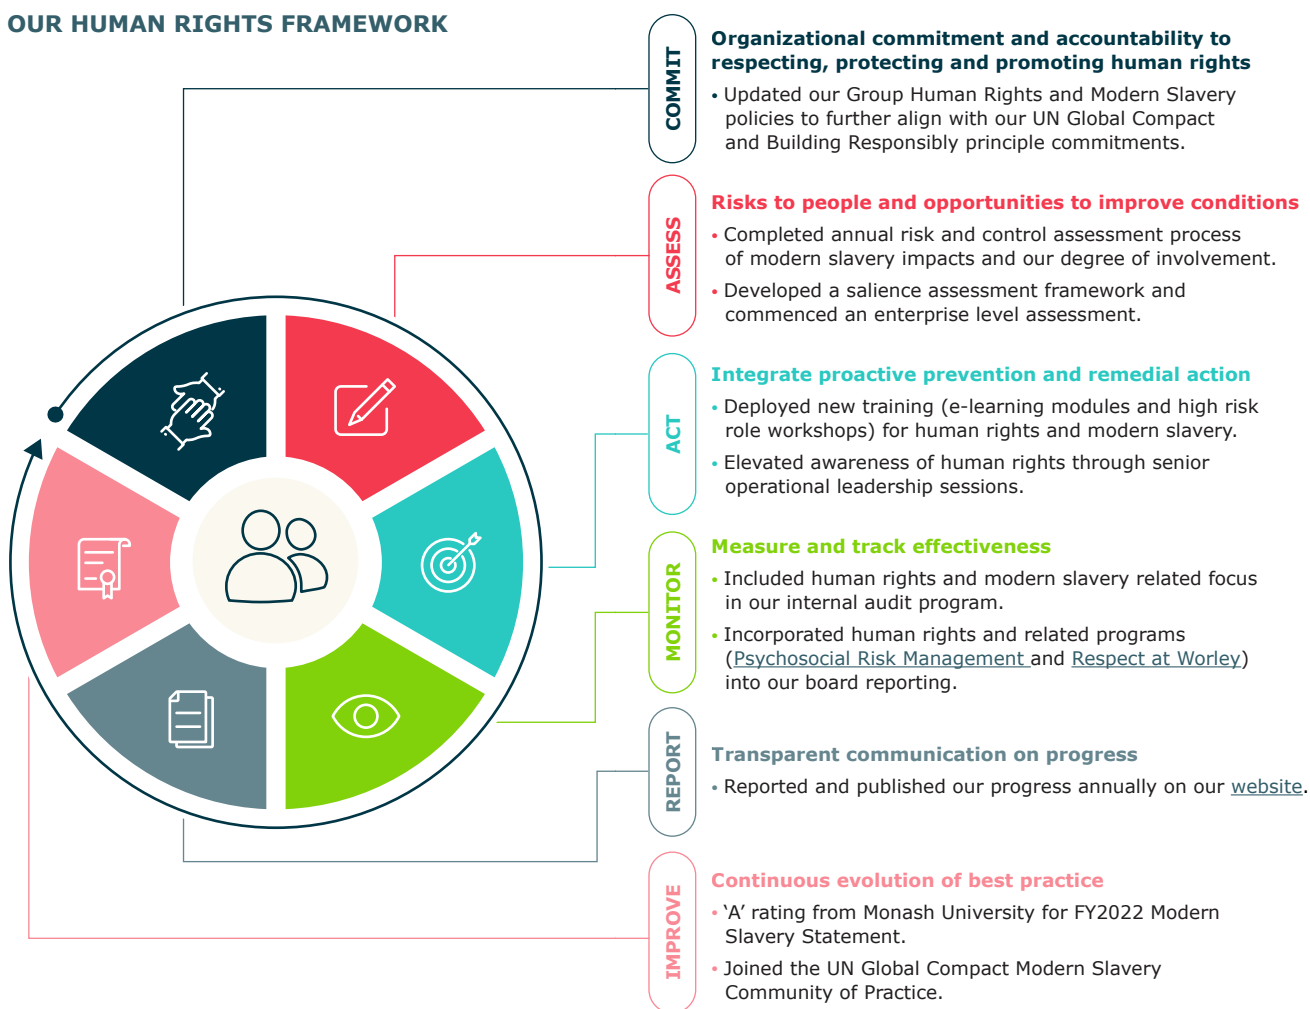 OUR HUMAN RIGHTS FRAMEWORK
COMMIT
Organizational commitment and accountability to
respecting, protecting and promoting human rights
• Updated our Group Human Rights and Modern Slavery
policies to further align with our UN Global Compact
and Building Responsibly principle commitments.
ASSESS
Risks to people and opportunities to improve conditions
• Completed annual risk and control assessment process
of modern slavery impacts and our degree of involvement.
• Developed a salience assessment framework and
commenced an enterprise level assessment.
ACT
Integrate proactive prevention and remedial action
• Deployed new training (e-learning modules and high risk
role workshops) for human rights and modern slavery.
• Elevated awareness of human rights through senior
operational leadership sessions.
MONITOR
Measure and track effectiveness
• Included human rights and modern slavery related focus
in our internal audit program.
• Incorporated human rights and related programs
(Psychosocial Risk Management and Respect at Worley)
into our board reporting.
REPORT
Transparent communication on progress
• Reported and published our progress annually on our website.
IMPROVE
Continuous evolution of best practice
• ‘A’ rating from Monash University for FY2022 Modern
Slavery Statement.
• Joined the UN Global Compact Modern Slavery
Community of Practice.